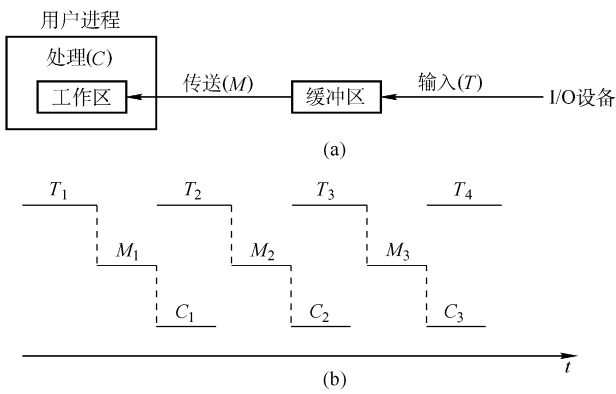 用户进程
处理(C)
工作区
传送(M)
缓冲区
输入(T)
I/O设备
(a)
T₁ T₂ T₃ T₄
M₁ M₂ M₃
C₁ C₂ C₃
t
(b)